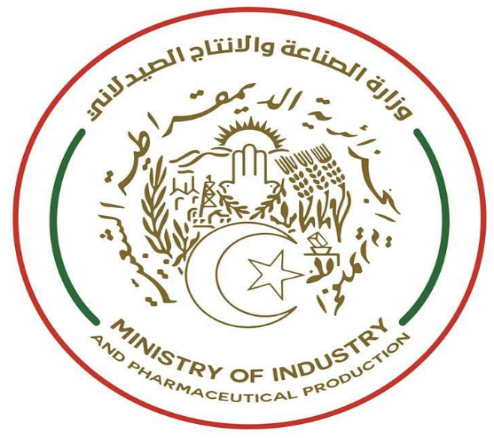 وزارة الصناعة والانتاج الصيدلاني
الجمهورية الجزائرية الديمقراطية الشعبية
MINISTRY OF INDUSTRY
AND PHARMACEUTICAL PRODUCTION